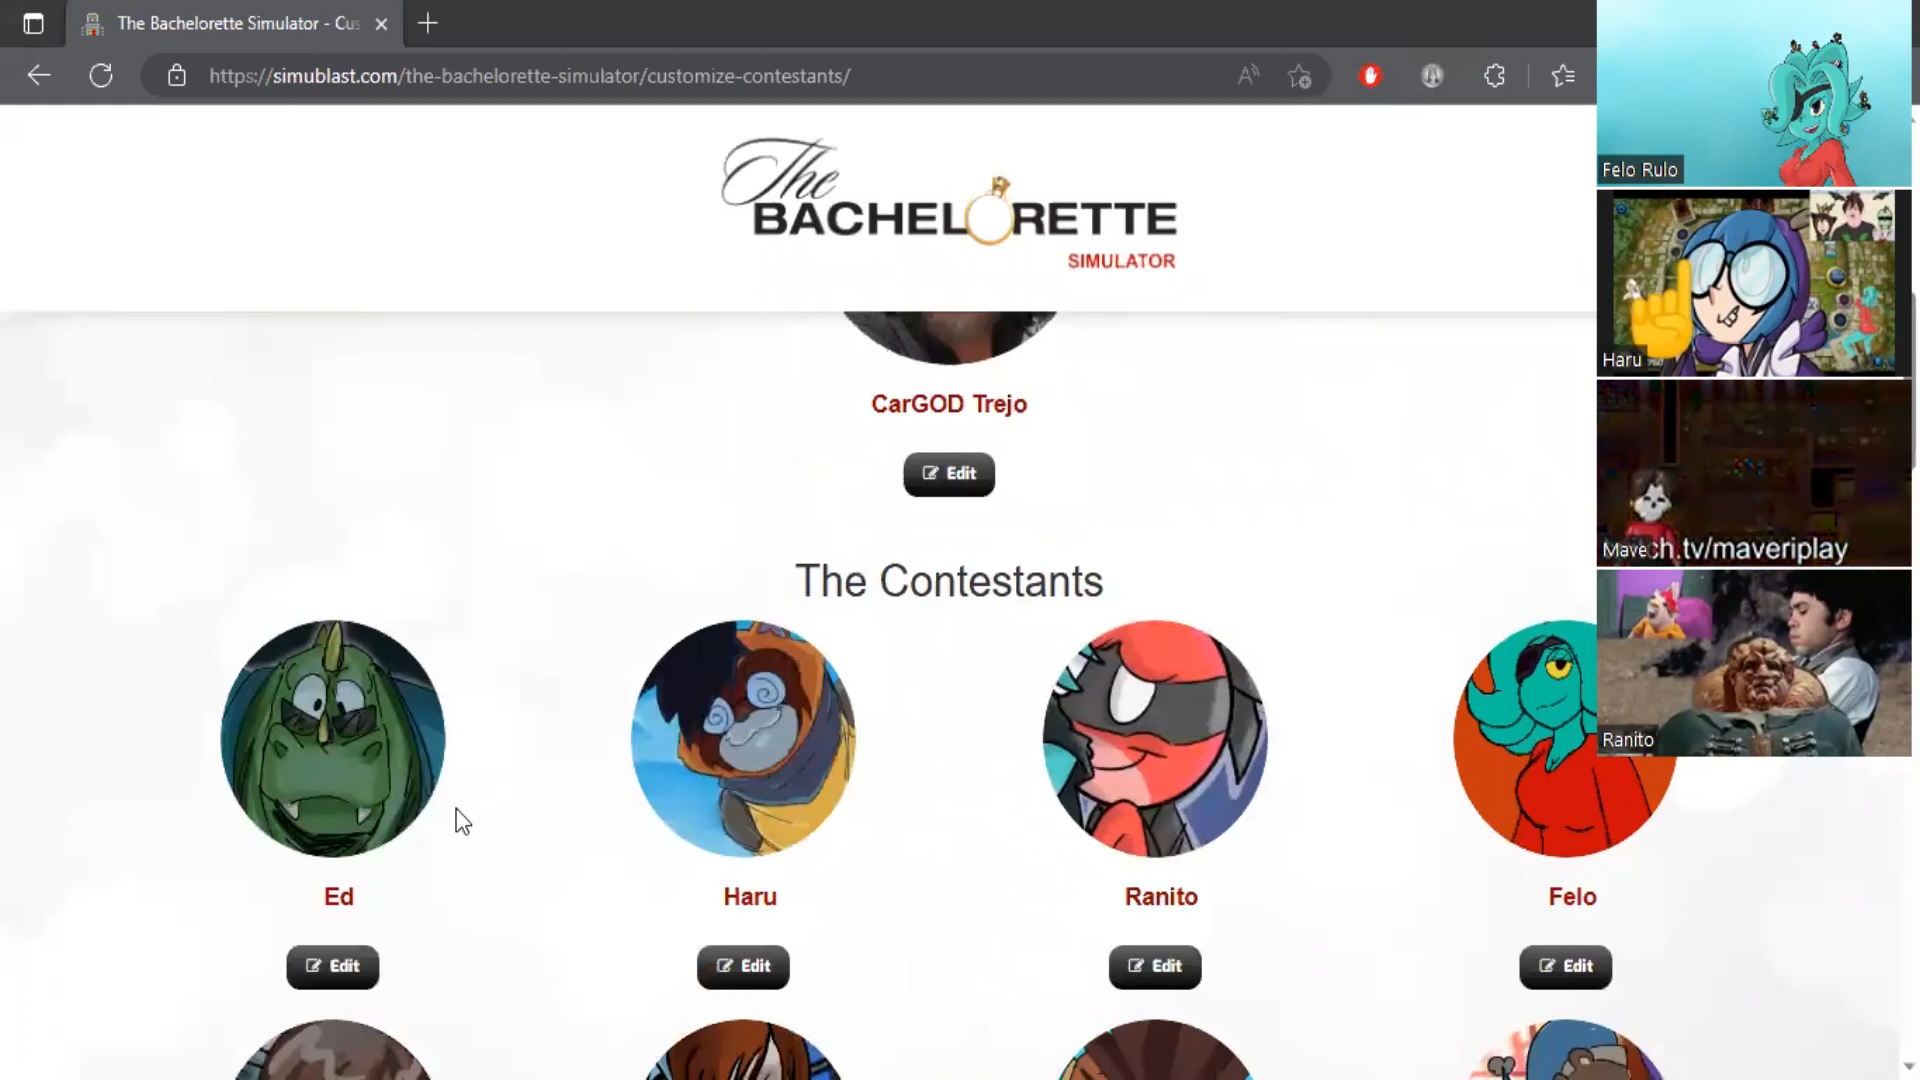 The Bachelorette Simulator - Cus
https://simublast.com/the-bachelorette-simulator/customize-contestants/
The
BACHELORETTE
SIMULATOR
CarGOD Trejo
Edit
The Contestants
Ed
Haru
Ranito
Felo
Edit
Edit
Edit
Edit
Felo Rulo
Haru
Mave
ch.tv/maveriplay
Ranito